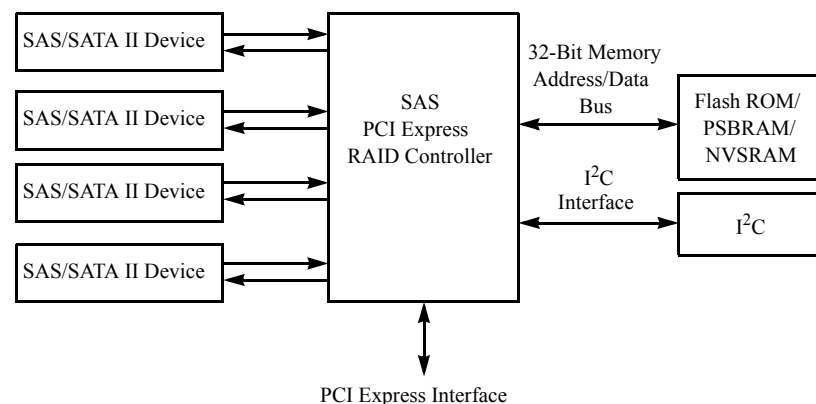 SAS/SATA II Device
SAS/SATA II Device
SAS/SATA II Device
SAS/SATA II Device
SAS
PCI Express
RAID Controller
32-Bit Memory
Address/Data
Bus
I²C
Interface
Flash ROM/
PSBRAM/
NVSRAM
I²C
PCI Express Interface